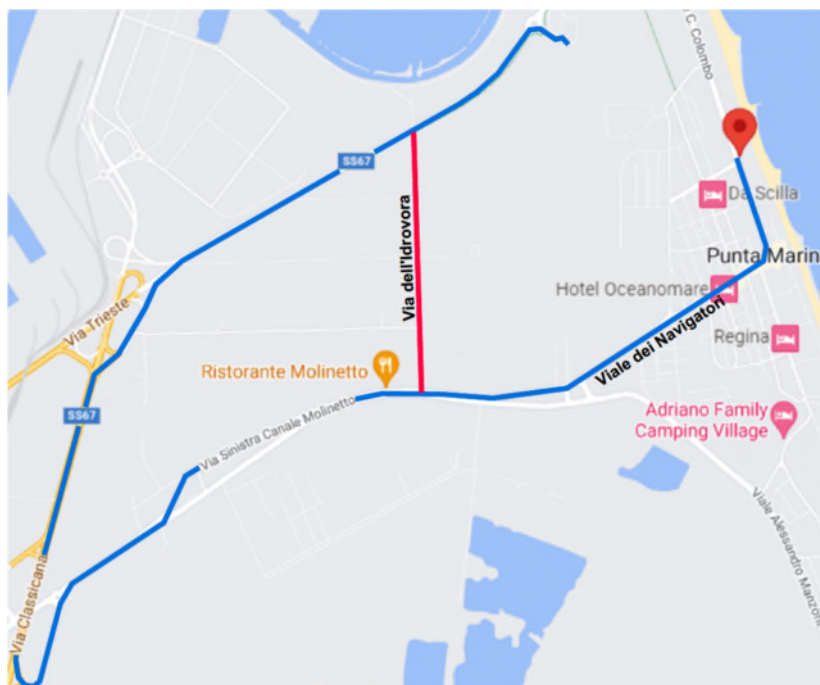 C. Colombo
SS67
Da Scilla
Via dell'Idrovora
Punta Marin
Hotel Oceanomare
Viale dei Navigatori
Via Trieste
Regina
Ristorante Molinetto
SS67
Via Sinistra Canale Molinetto
Adriano Family
Camping Village
Viale Alessandro Manzoni
Via Classicana